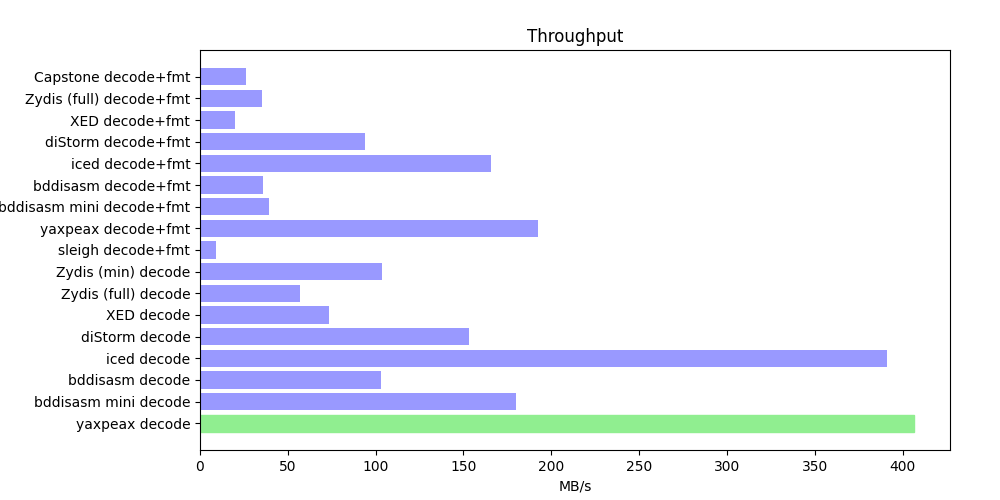 Throughput
Capstone decode+fmt
Zydis (full) decode+fmt
XED decode+fmt
diStorm decode+fmt
iced decode+fmt
bddisasm decode+fmt
bddisasm mini decode+fmt
yaxpeax decode+fmt
sleigh decode+fmt
Zydis (min) decode
Zydis (full) decode
XED decode
diStorm decode
iced decode
bddisasm decode
bddisasm mini decode
yaxpeax decode
0 50 100 150 200 250 300 350 400
MB/s